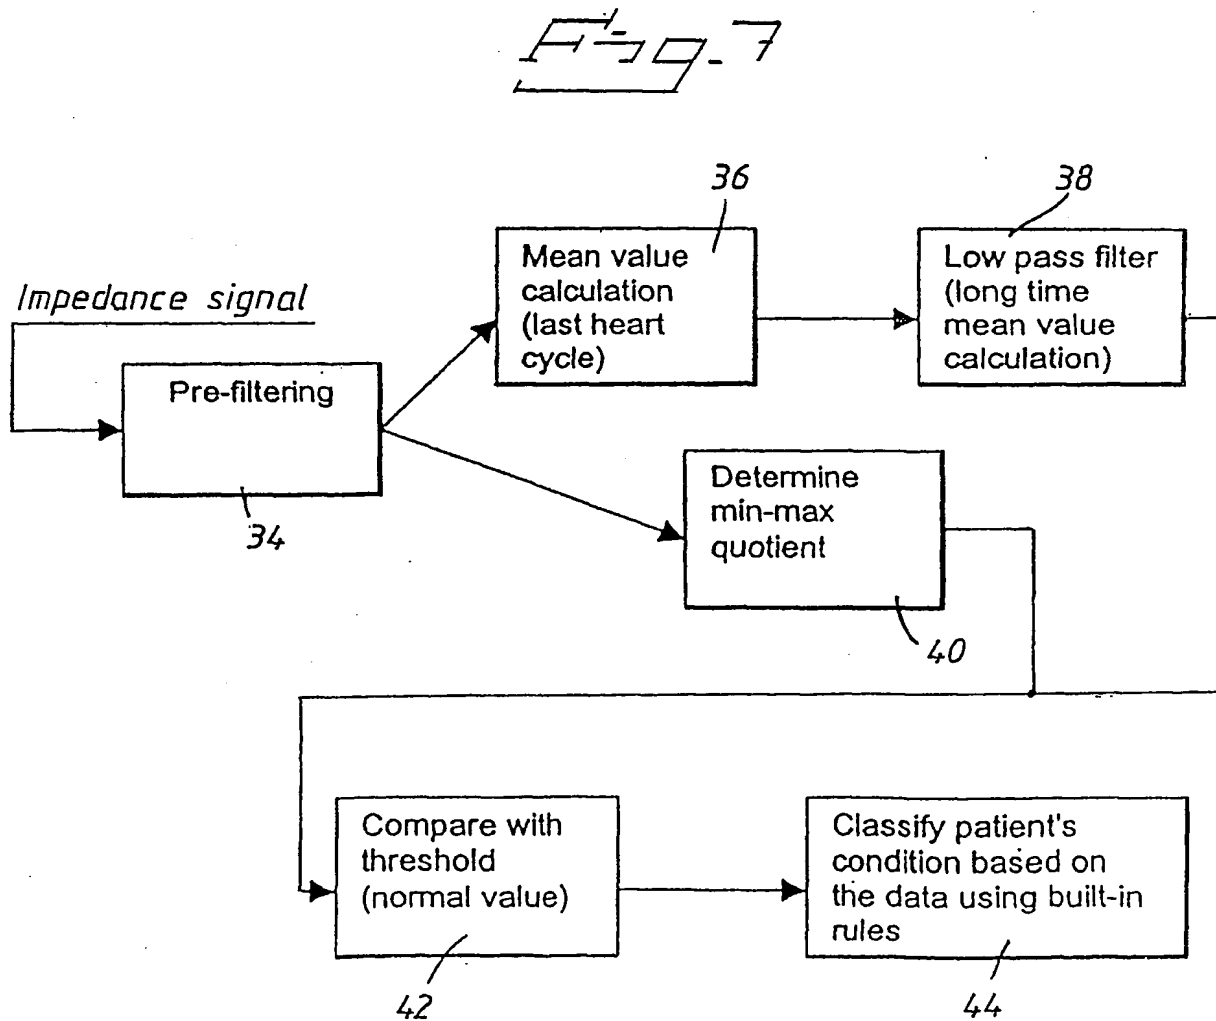 Fig. 7
36
38
Mean value
calculation
(last heart
cycle)
Low pass filter
(long time
mean value
calculation)
Impedance signal
Pre-filtering
34
Determine
min-max
quotient
40
Compare with
threshold
(normal value)
42
Classify patient's
condition based on
the data using built-in
rules
44